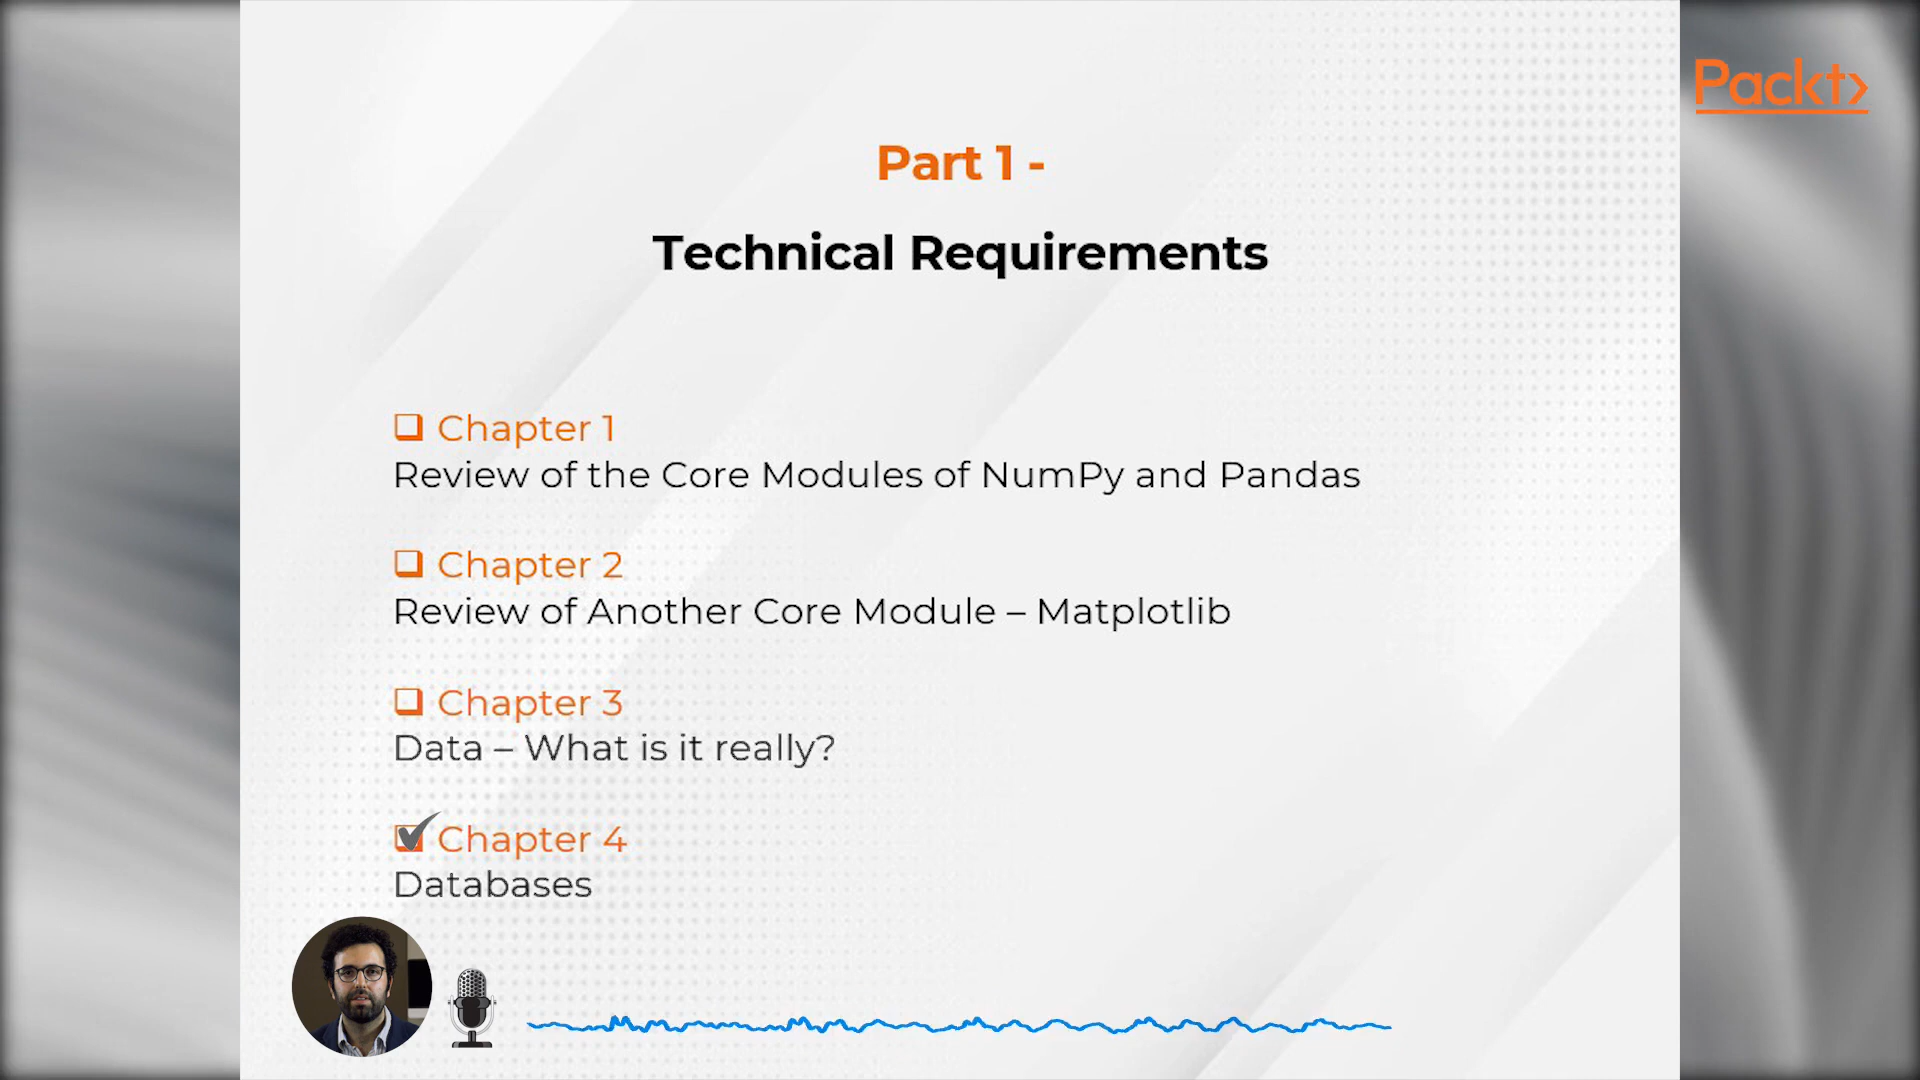 Packt>
Part 1 -
Technical Requirements
Chapter 1
Review of the Core Modules of NumPy and Pandas
Chapter 2
Review of Another Core Module – Matplotlib
Chapter 3
Data – What is it really?
Chapter 4
Databases